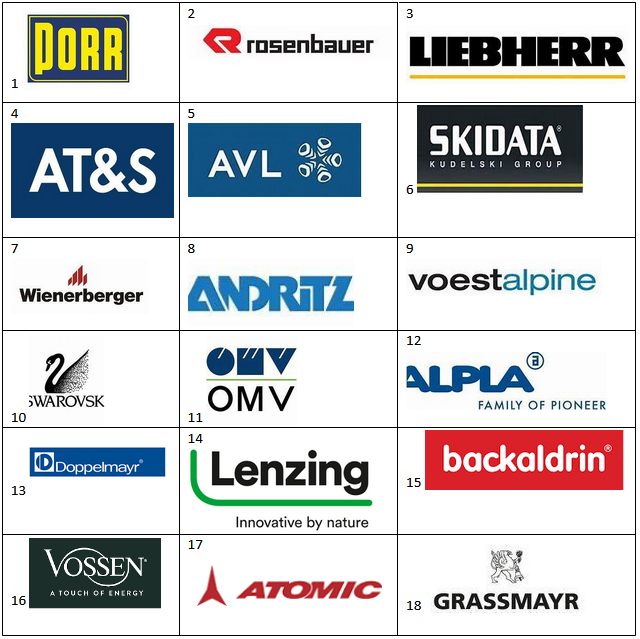 1 PORR
2 rosenbauer
3 LIEBHERR
4
AT&S
5
AVL
SKIDATA®
KUDELSKI GROUP
6
7
Wienerberger
8
ANDRITZ
9
voestalpine
SWAROVSK
10
OMV
OMV
11
12
a
ALPLA
FAMILY OF PIONEER
D Doppelmayr®
13
14
Lenzing
Innovative by nature
backaldrin®
15
VOSSEN®
A TOUCH OF ENERGY
16
17
ATOMIC
GRASSMAYR
18